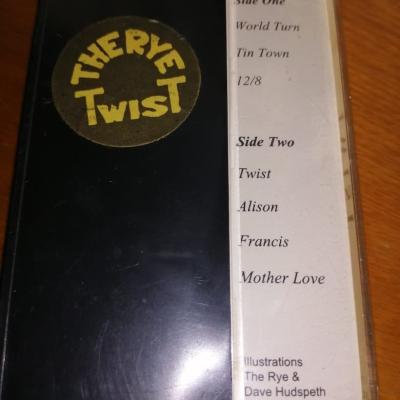 THE RYE
TWIST
Side One
World Turn
Tin Town
12/8
Side Two
Twist
Alison
Francis
Mother Love
Illustrations
The Rye &
Dave Hudspeth